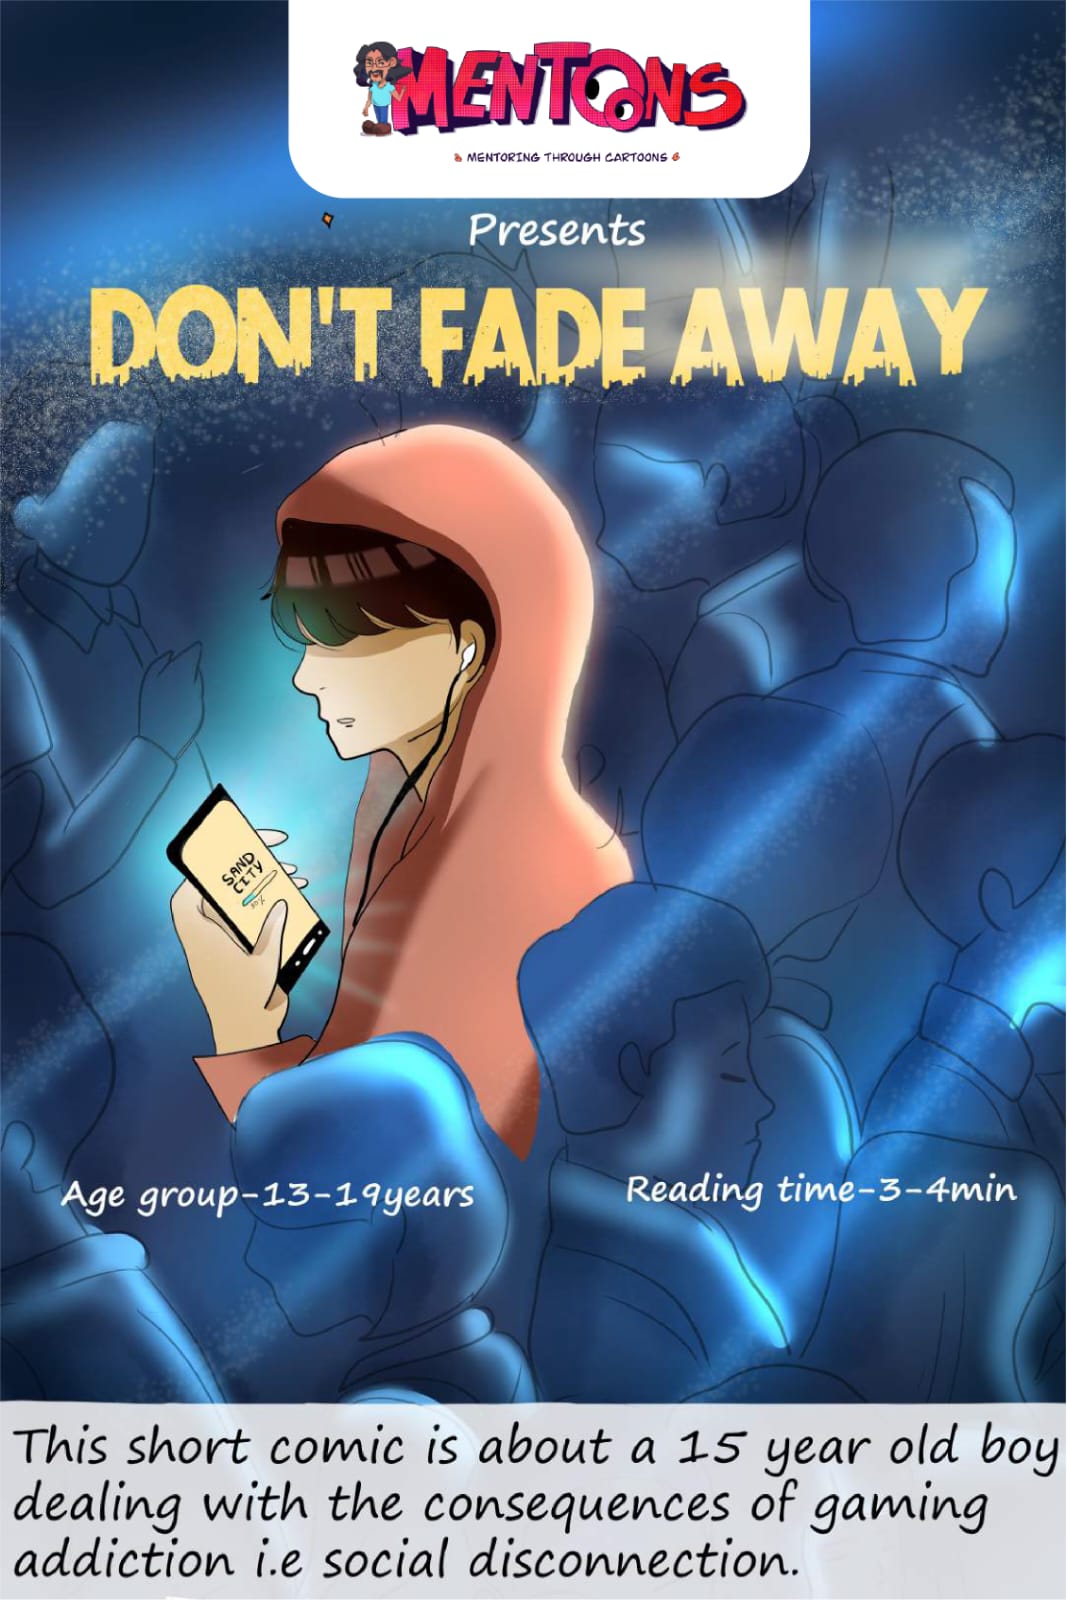 MENTOONS
MENTORING THROUGH CARTOONS
Presents
DON'T FADE AWAY
SAND
CITY
Age group-13-19years
Reading time-3-4min
This short comic is about a 15 year old boy
dealing with the consequences of gaming
addiction i.e social disconnection.